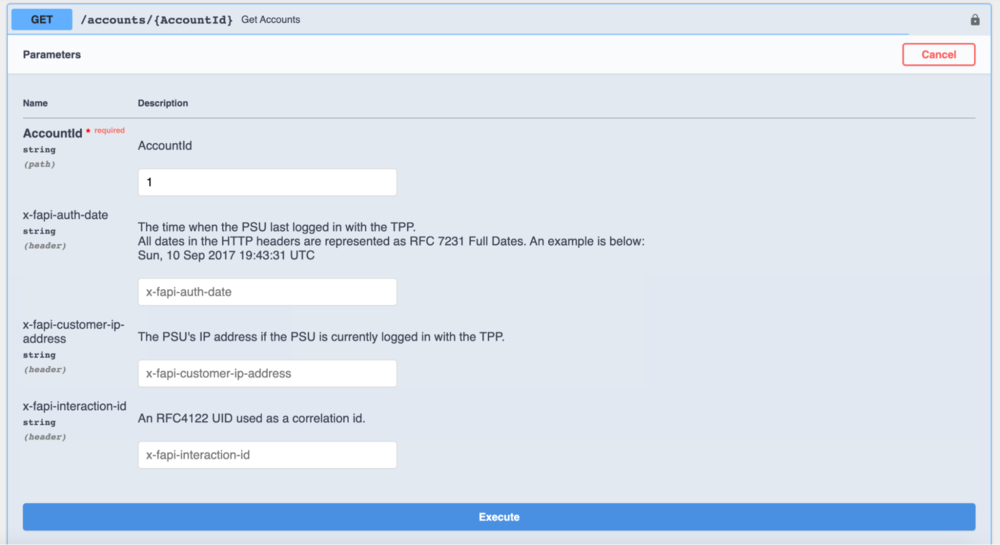 GET /accounts/{AccountId} Get Accounts
Parameters
Cancel
Name Description
AccountId * required
string
(path)
AccountId
1
x-fapi-auth-date
string
(header)
The time when the PSU last logged in with the TPP.
All dates in the HTTP headers are represented as RFC 7231 Full Dates. An example is below:
Sun, 10 Sep 2017 19:43:31 UTC
x-fapi-auth-date
x-fapi-customer-ip-
address
string
(header)
The PSU's IP address if the PSU is currently logged in with the TPP.
x-fapi-customer-ip-address
x-fapi-interaction-id
string
(header)
An RFC4122 UID used as a correlation id.
x-fapi-interaction-id
Execute